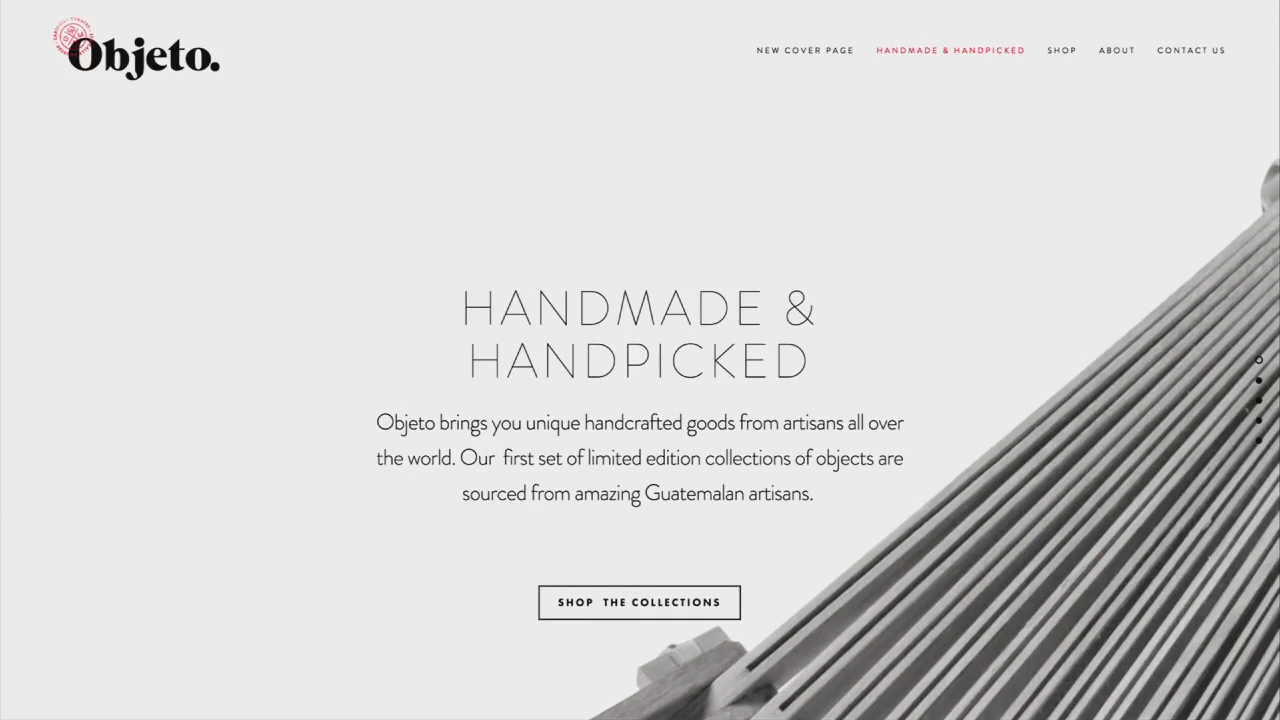 Objeto.
NEW COVER PAGE
HANDMADE & HANDPICKED
SHOP
ABOUT
CONTACT US
HANDMADE &
HANDPICKED
Objeto brings you unique handcrafted goods from artisans all over
the world. Our first set of limited edition collections of objects are
sourced from amazing Guatemalan artisans.
SHOP THE COLLECTIONS